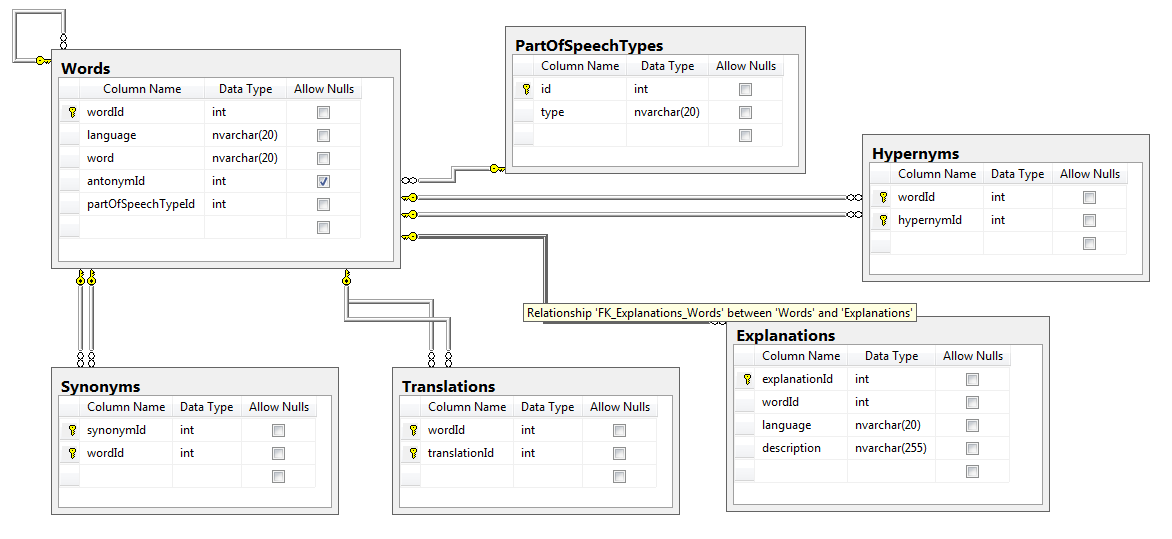 Words
Column Name Data Type Allow Nulls
wordId int
language nvarchar(20)
word nvarchar(20)
antonymId int
partOfSpeechTypeId int
PartOfSpeechTypes
Column Name Data Type Allow Nulls
id int
type nvarchar(20)
Hypernyms
Column Name Data Type Allow Nulls
wordId int
hypernymId int
Relationship 'FK_Explanations_Words' between 'Words' and 'Explanations'
Synonyms
Column Name Data Type Allow Nulls
synonymId int
wordId int
Translations
Column Name Data Type Allow Nulls
wordId int
translationId int
Explanations
Column Name Data Type Allow Nulls
explanationId int
wordId int
language nvarchar(20)
description nvarchar(255)